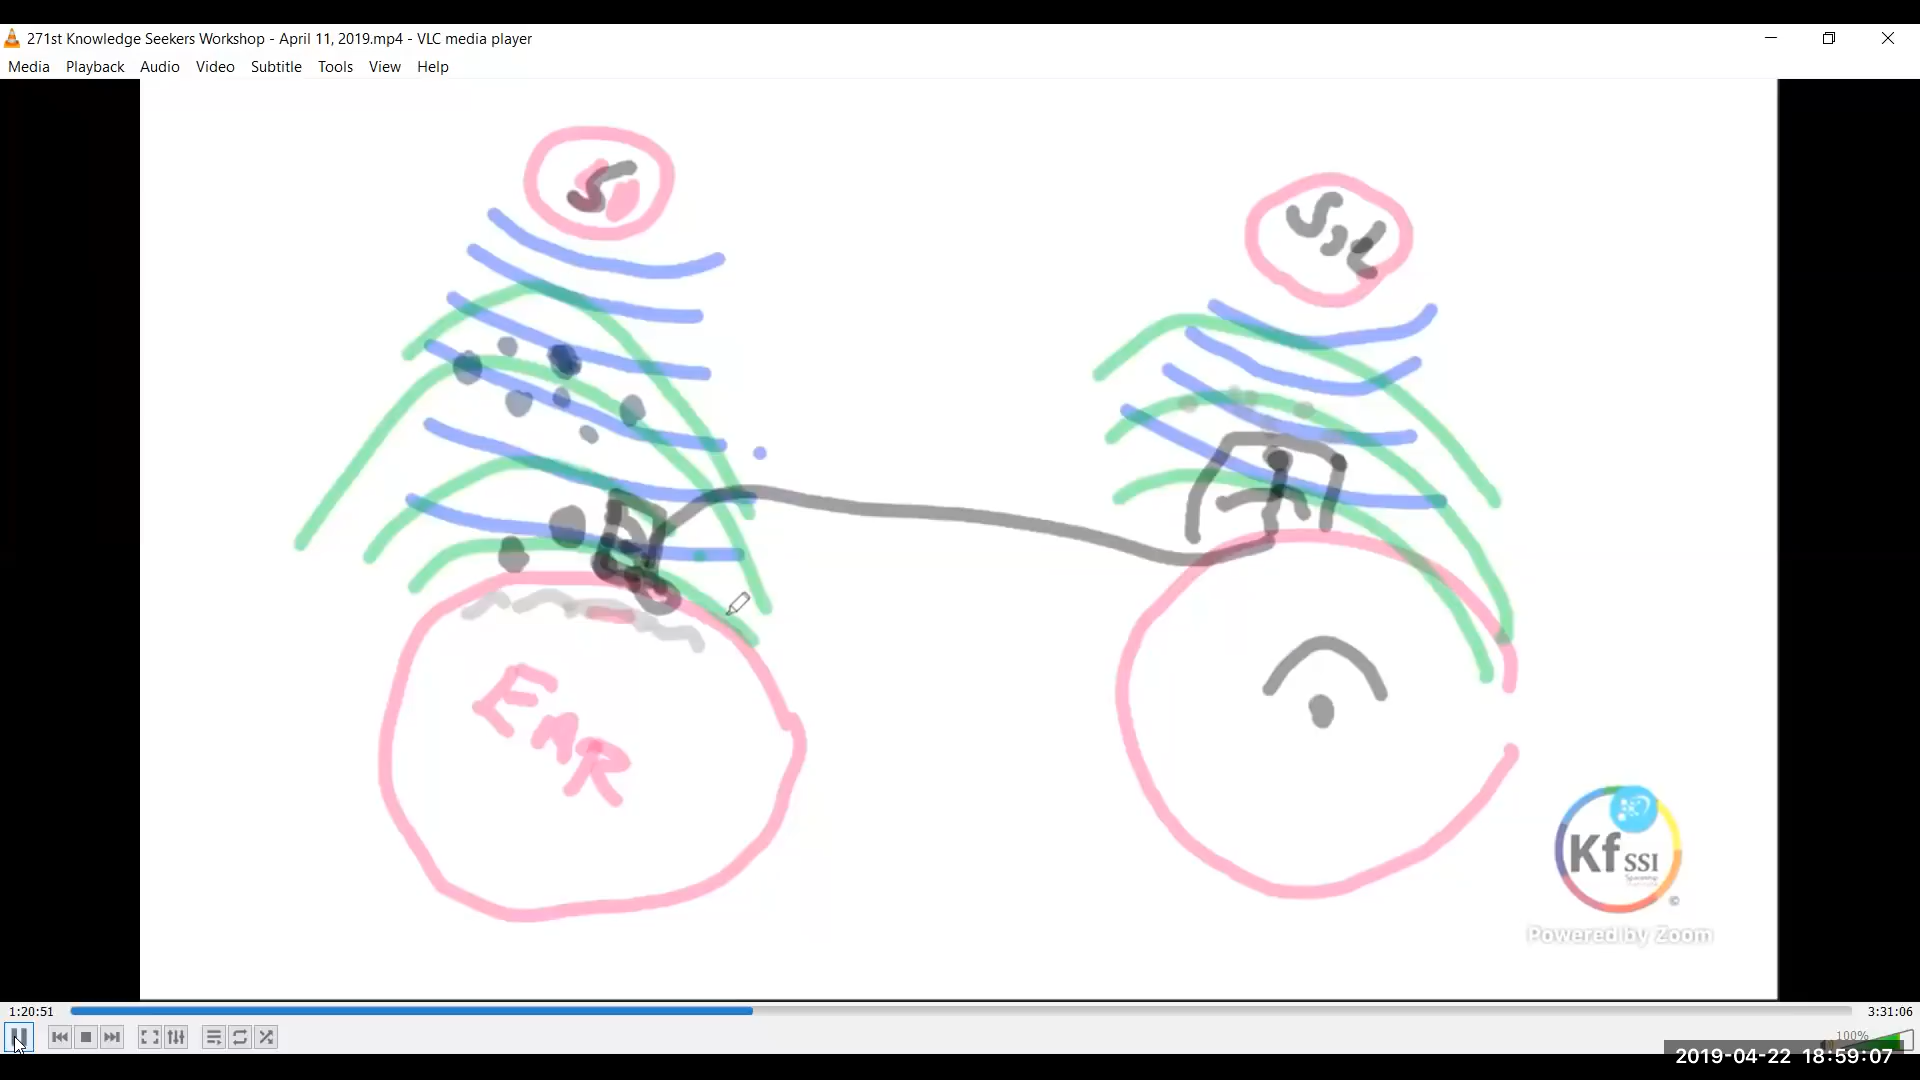 271st Knowledge Seekers Workshop - April 11, 2019.mp4 - VLC media player
Media Playback Audio Video Subtitle Tools View Help
EAR
Kf SSI
©
Powered by Zoom
1:20:51
3:31:06
100%
2019-04-22 18:59:07